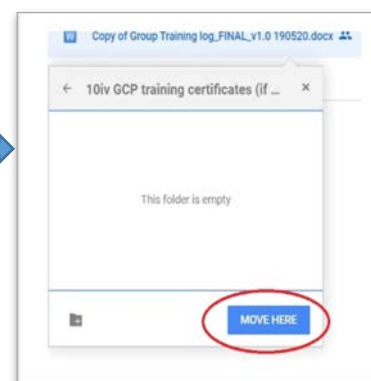 W Copy of Group Training log_FINAL_v1.0 190520.docx
10iv GCP training certificates (if ...
This folder is empty
MOVE HERE